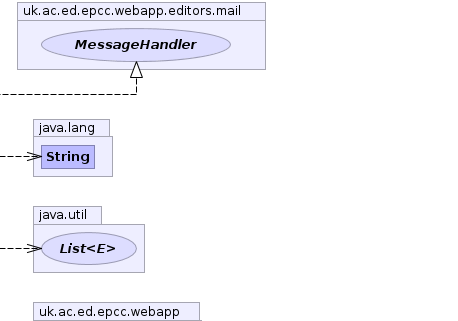 uk.ac.ed.epcc.webapp.editors.mail
MessageHandler
java.lang
String
java.util
List<E>
uk.ac.ed.epcc.webapp